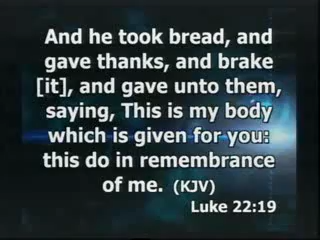 And he took bread, and
gave thanks, and brake
[it], and gave unto them,
saying, This is my body
which is given for you:
this do in remembrance
of me. (KJV)
Luke 22:19